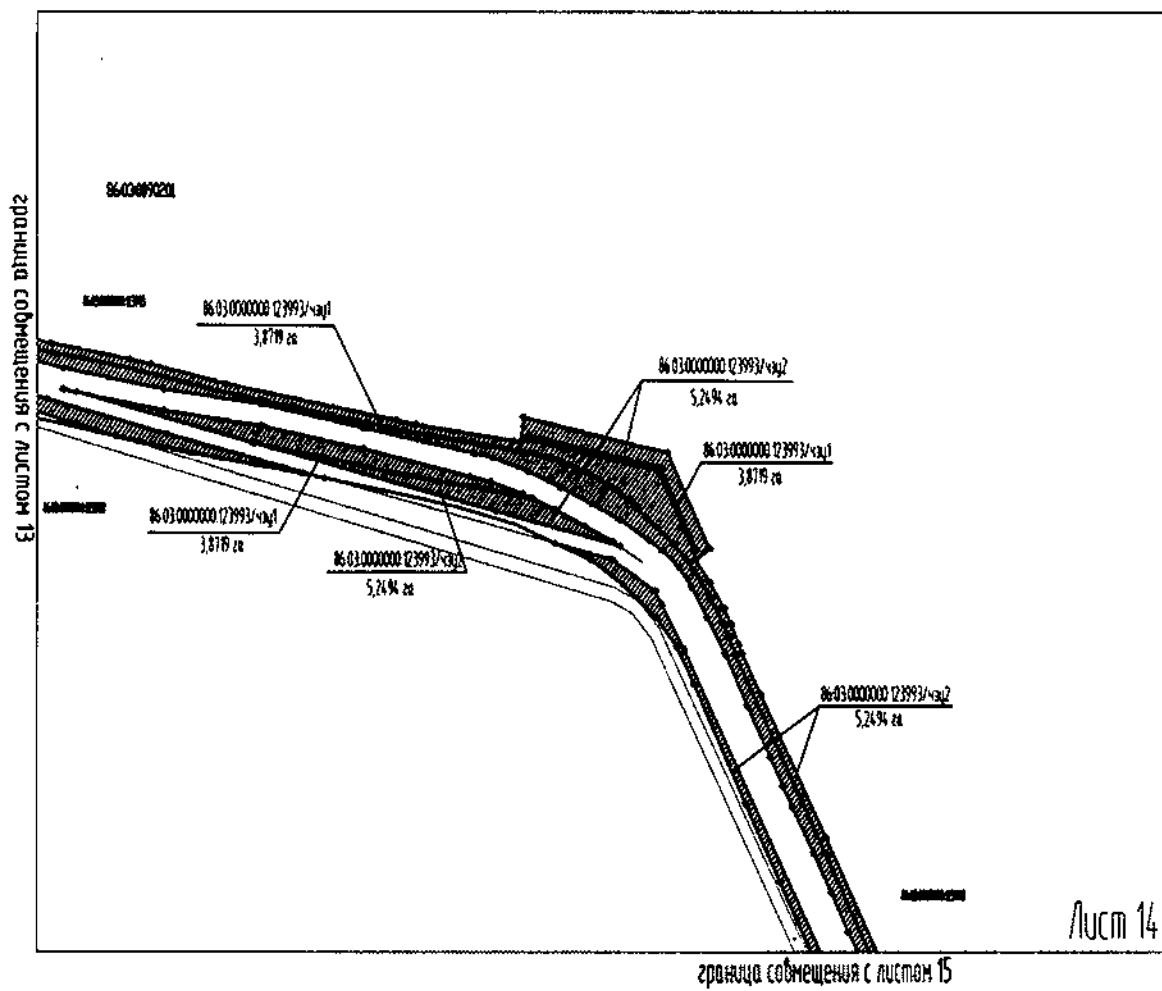 86:03:0190201
86:03:0000000:123993/чзу1
3,8719 га
86:03:0000000:123993/чзу2
5,2494 га
86:03:0000000:123993/чзу1
3,8719 га
86:03:0000000:123993/чзу1
3,8719 га
86:03:0000000:123993/чзу2
5,2494 га
86:03:0000000:123993/чзу2
5,2494 га
граница совмещения с листом 13
Лист 14
граница совмещения с листом 15